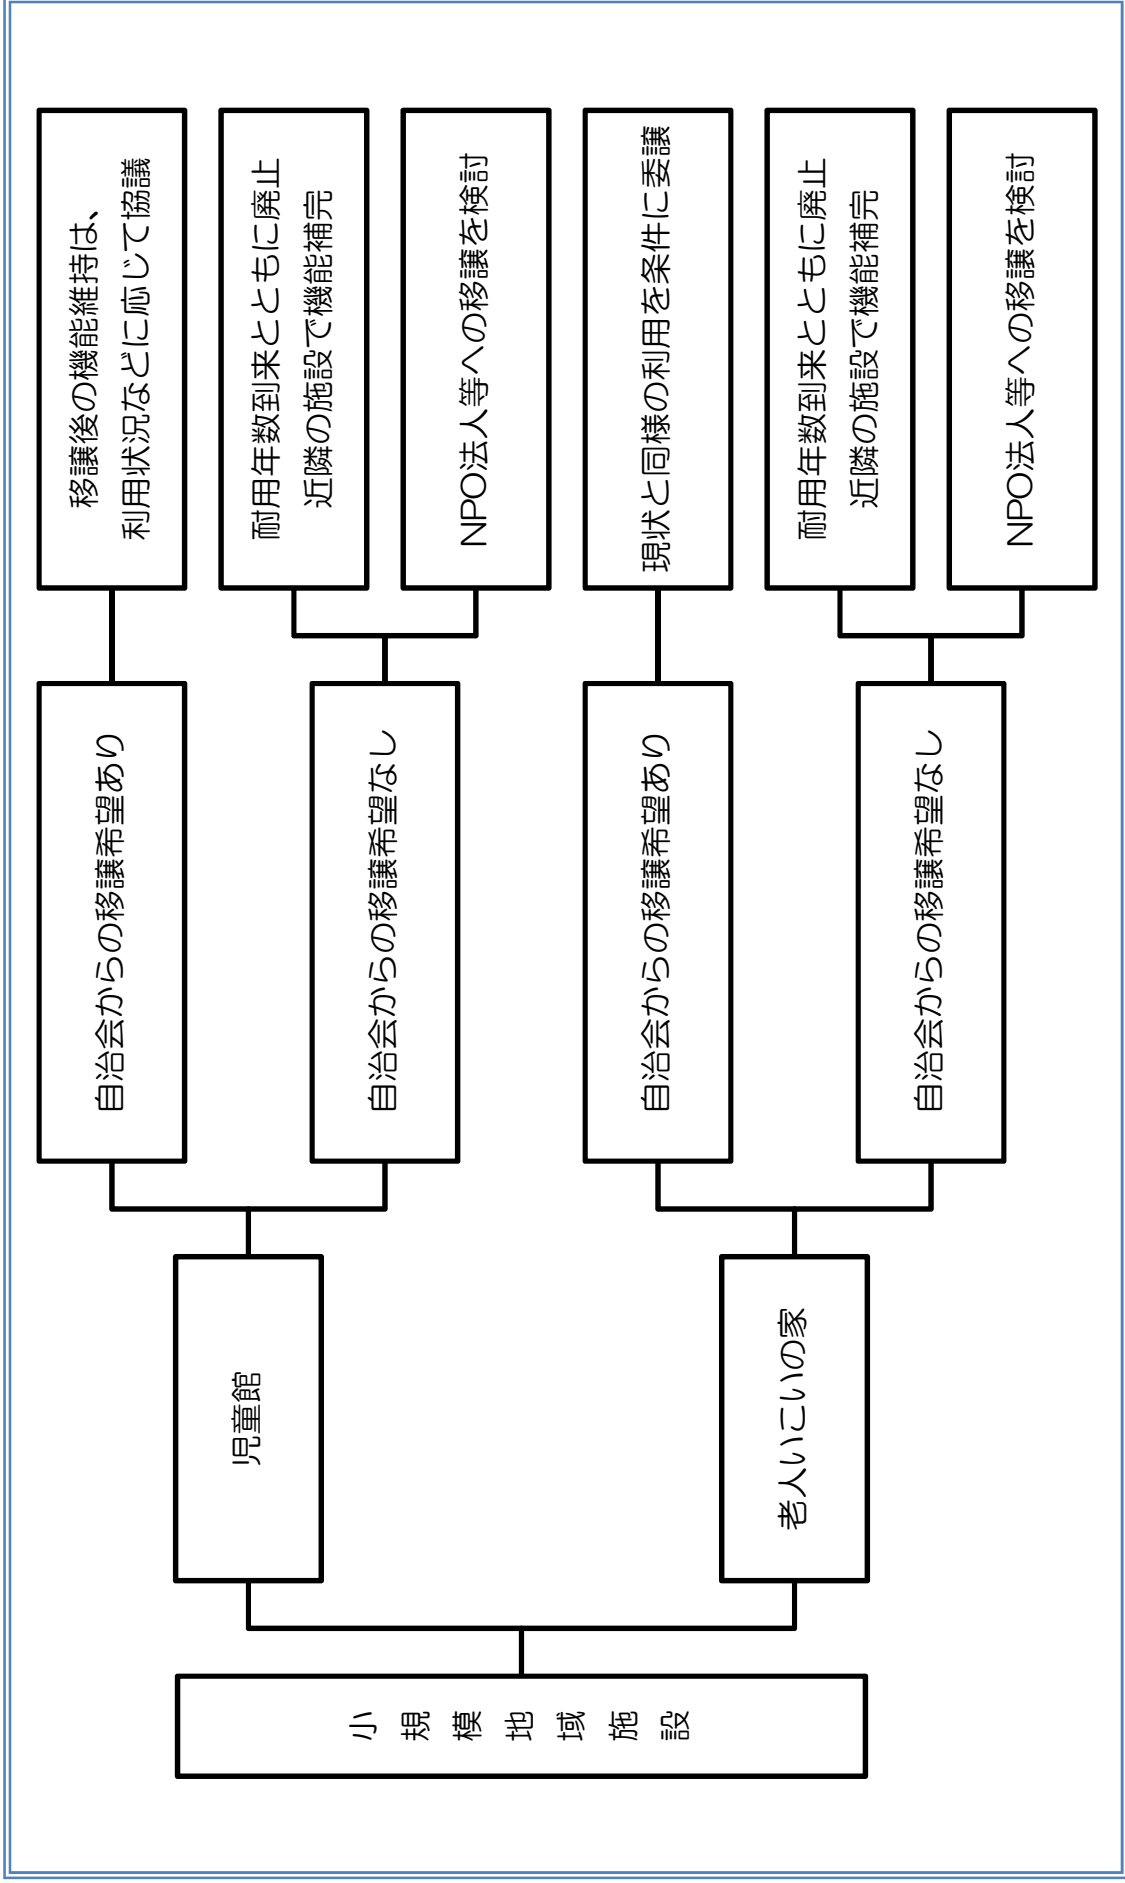 小規模地域施設
児童館
自治会からの移譲希望あり
移譲後の機能維持は、
利用状況などに応じて協議
自治会からの移譲希望なし
耐用年数到来とともに廃止
近隣の施設で機能補完
NPO法人等への移譲を検討
老人いこいの家
自治会からの移譲希望あり
現状と同様の利用を条件に委譲
自治会からの移譲希望なし
耐用年数到来とともに廃止
近隣の施設で機能補完
NPO法人等への移譲を検討